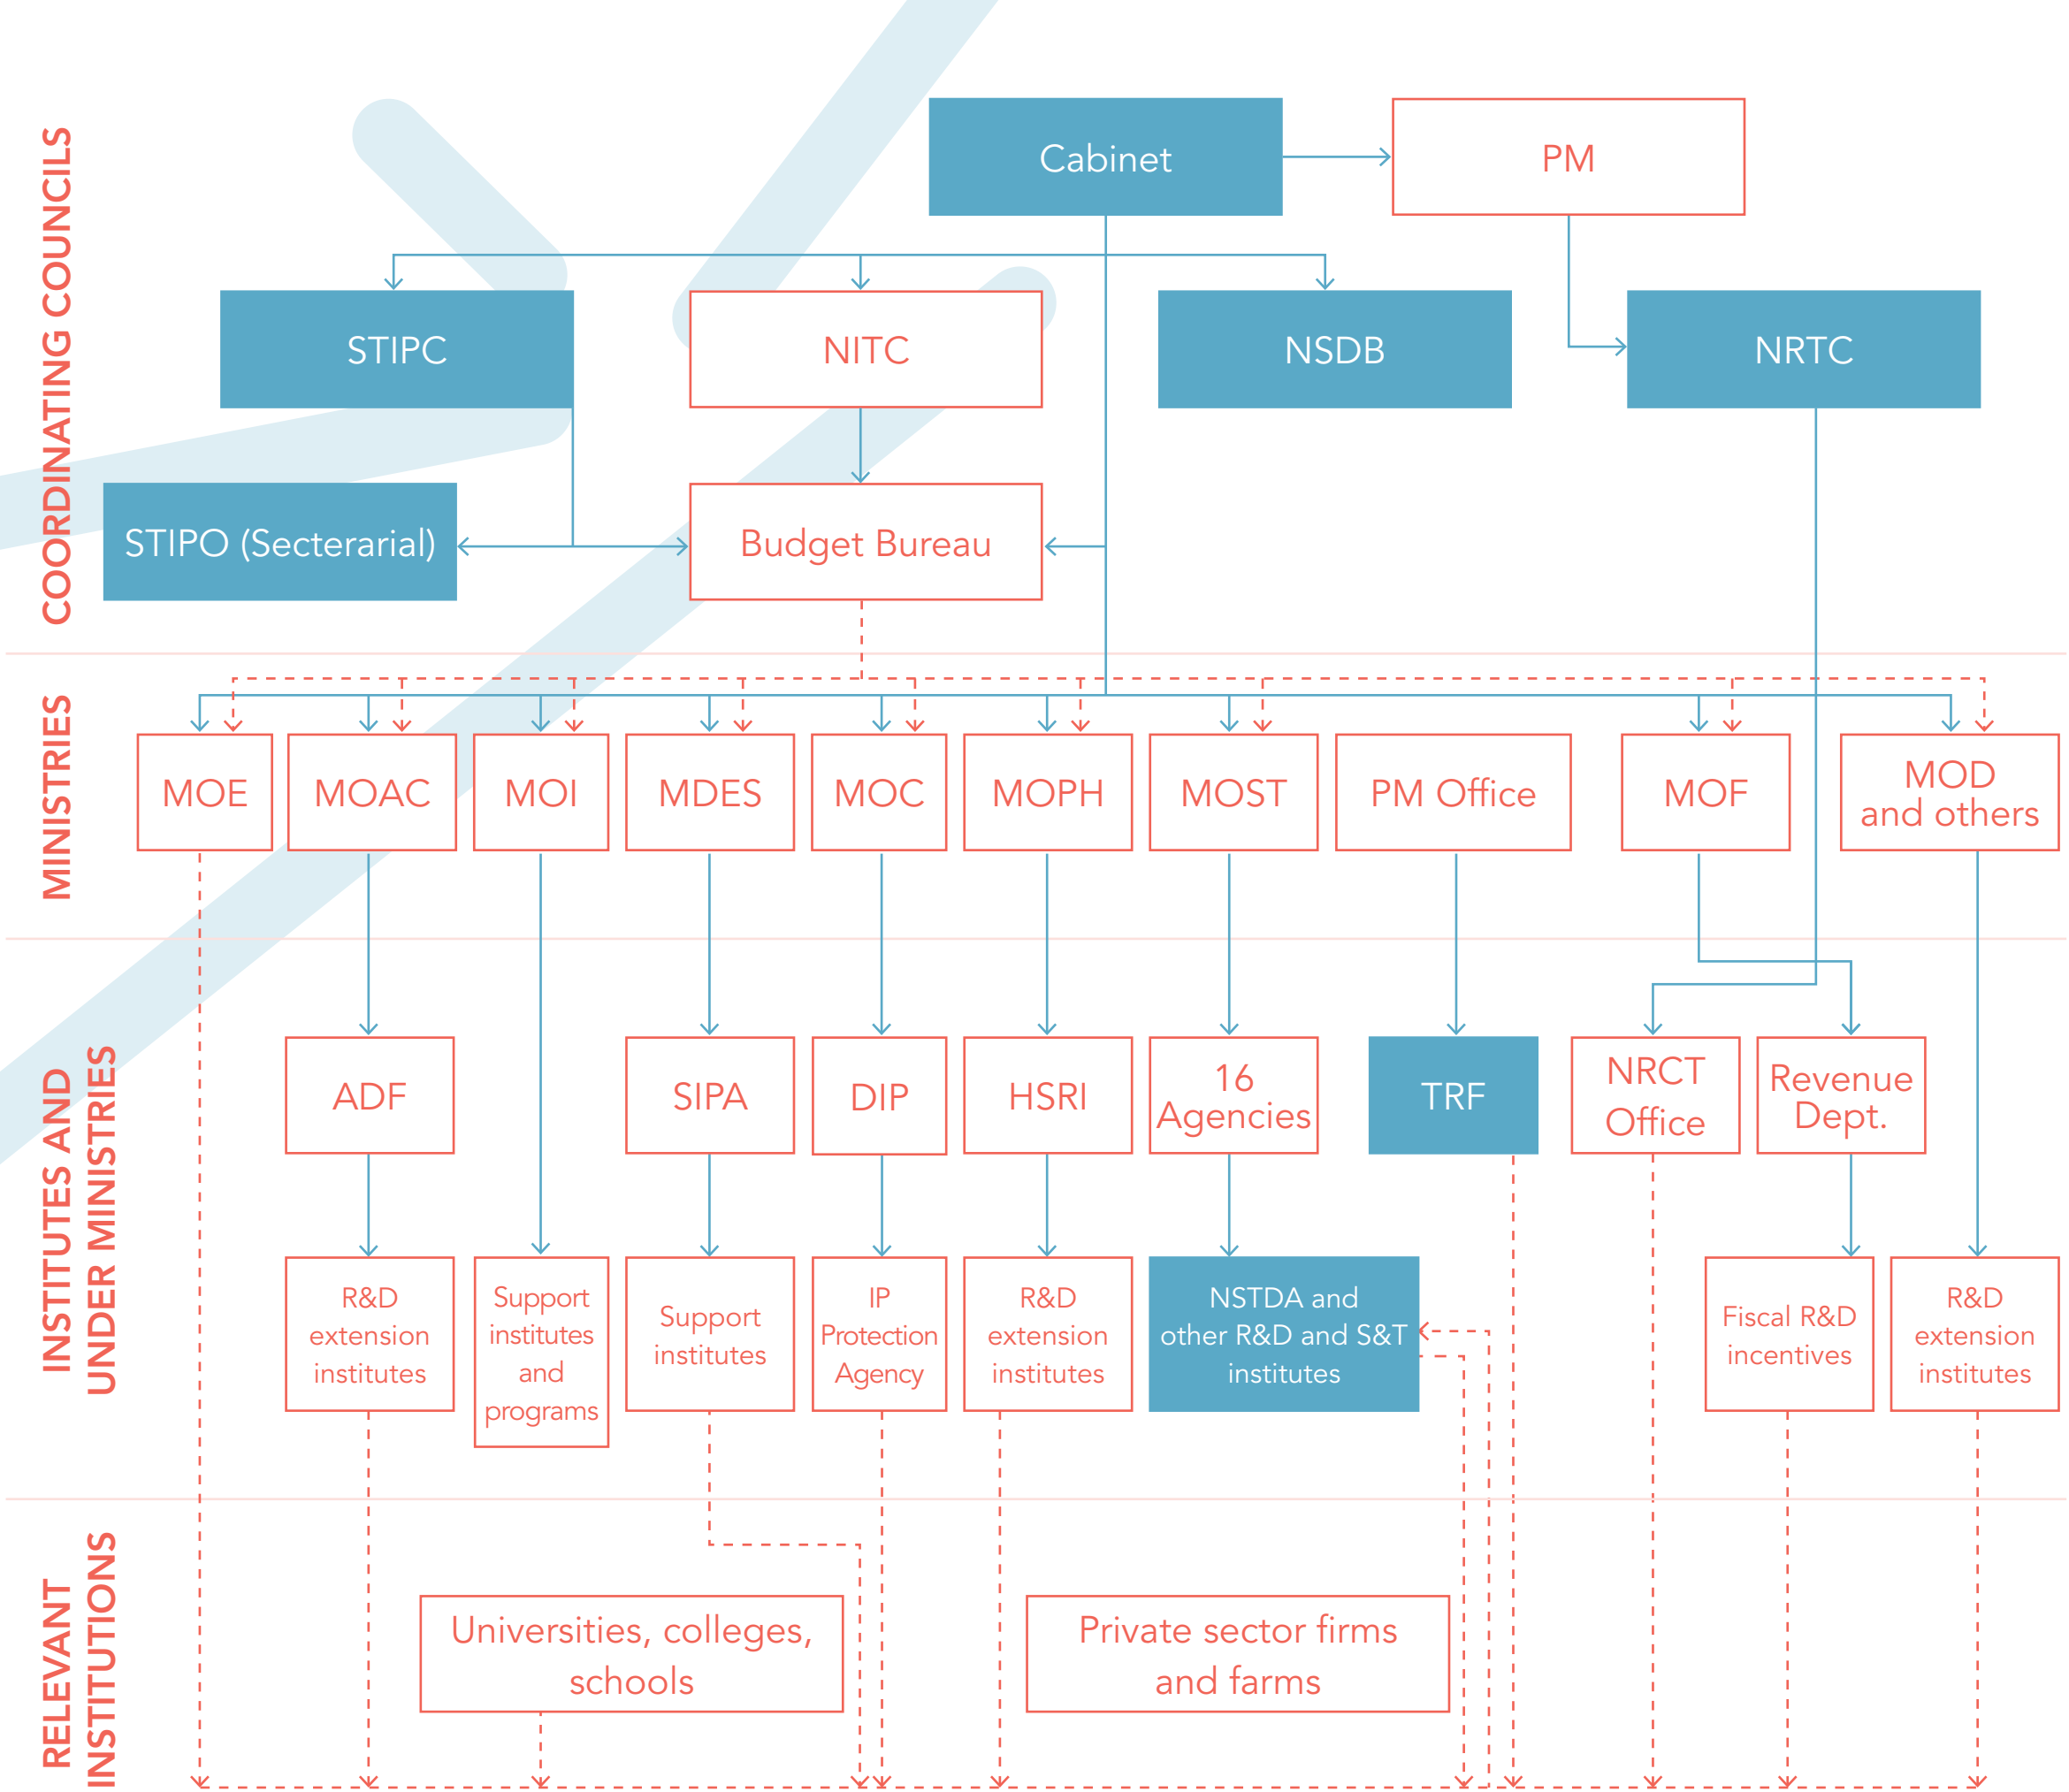 COORDINATING COUNCILS
Cabinet
PM
STIPC
NITC
NSDB
NRTC
STIPO (Secterarial)
Budget Bureau
MINISTRIES
MOE
MOAC
MOI
MDES
MOC
MOPH
MOST
PM Office
MOF
MOD
and others
INSTITUTES AND
UNDER MINISTRIES
ADF
SIPA
DIP
HSRI
16
Agencies
TRF
NRCT
Office
Revenue
Dept.
R&D
extension
institutes
Support
institutes
and
programs
Support
institutes
IP
Protection
Agency
R&D
extension
institutes
NSTDA and
other R&D and S&T
institutes
Fiscal R&D
incentives
R&D
extension
institutes
RELEVANT
INSTITUTIONS
Universities, colleges,
schools
Private sector firms
and farms